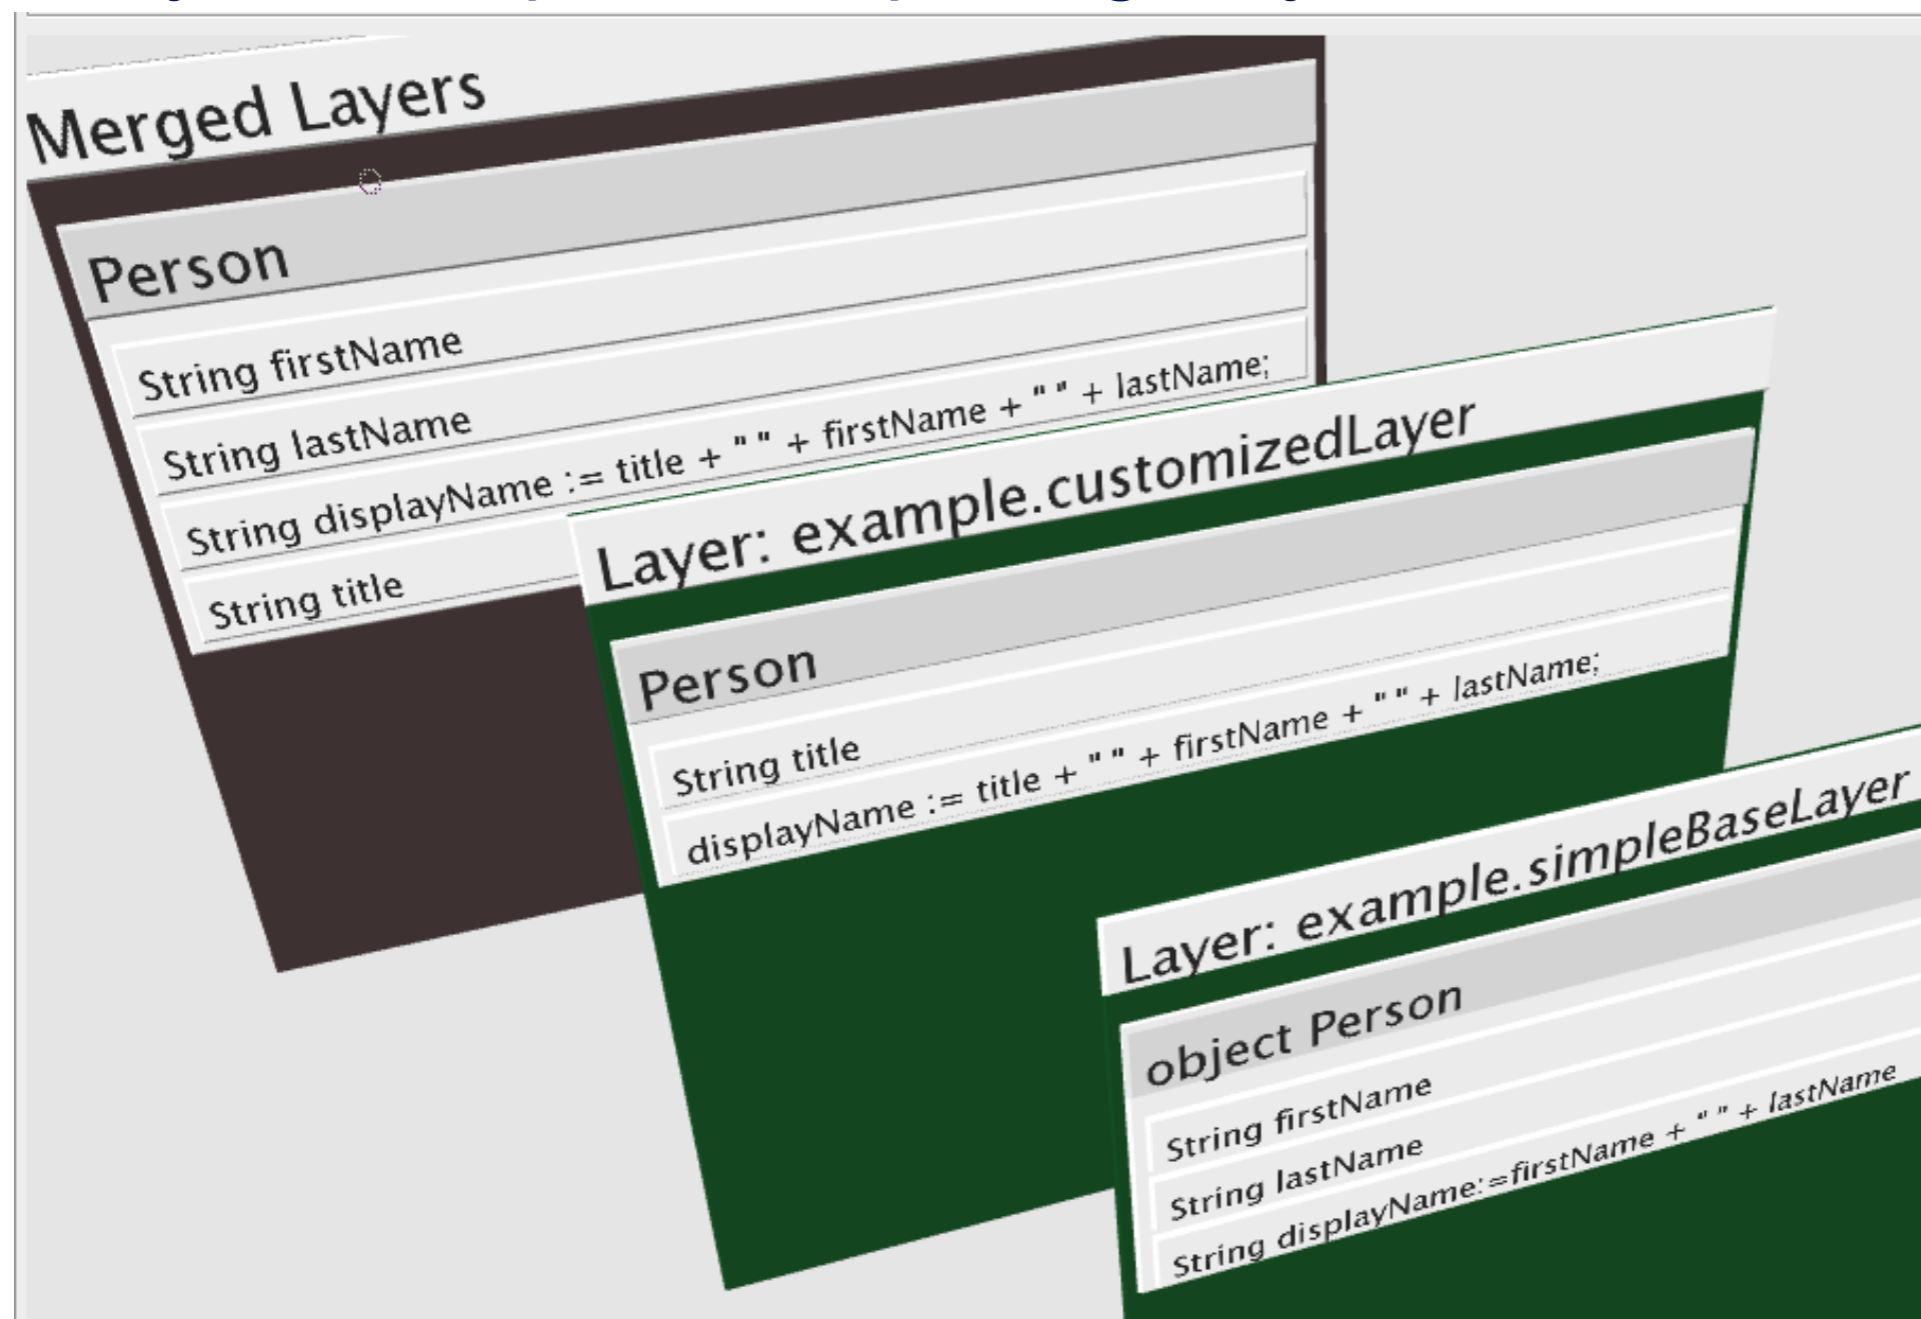 Merged Layers
Person
String firstName
String lastName
String displayName := title + " " + firstName + " " + lastName;
String title
Layer: example.customizedLayer
Person
String title
displayName := title + " " + firstName + " " + lastName;
Layer: example.simpleBaseLayer
object Person
String firstName
String lastName
String displayName:=firstName + " " + lastName